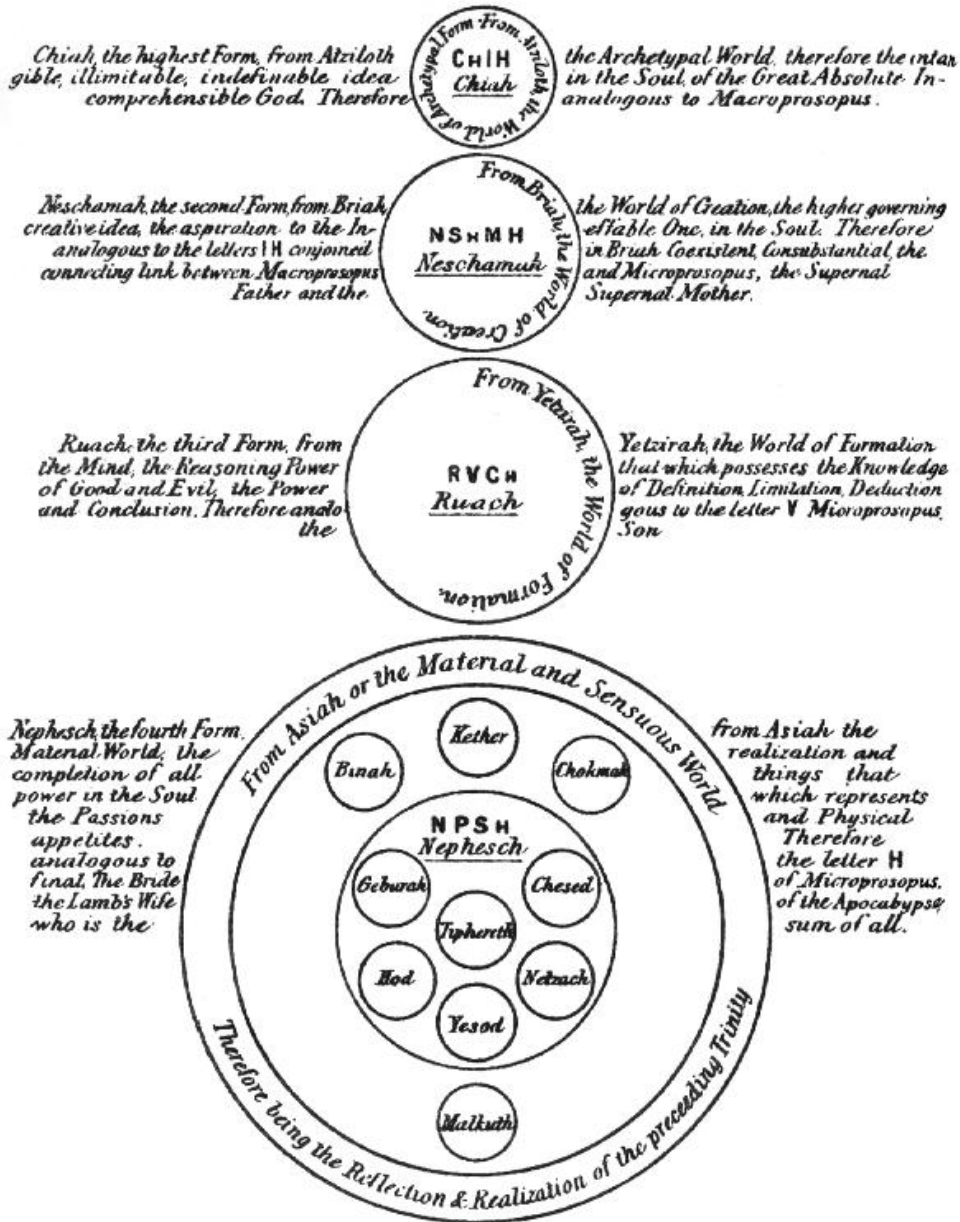 Chiah, the highest Form, from Atziloth
gible, illimitable, indefinable idea
comprehensible God. Therefore
From Atziloth, the World of Archetypal Form.
CHIH
Chiah
the Archetypal World, therefore the intan
in the Soul, of the Great Absolute In-
analogous to Macroprosopus.
Neschamah, the second Form, from Briah,
creative idea, the aspiration to the In-
analogous to the letters IH conjoined
connecting link between Macroprosopus
Father and the
From Briah, the World of Creation.
NSHMH
Neschamah
the World of Creation, the higher governing
effable One, in the Soul. Therefore
in Briah Coexistent, Consubstantial, the
and Microprosopus, the Supernal
Supernal Mother.
Ruach, the third Form, from
the Mind, the Reasoning Power
of Good and Evil, the Power
and Conclusion. Therefore analo
the
From Yetzirah, the World of Formation.
RVCH
Ruach
Yetzirah, the World of Formation
that which possesses the Knowledge
of Definition, Limitation, Deduction
gous to the letter V Microprosopus,
Son
Nephesch, the fourth Form,
Material World, the
completion of all
power in the Soul
the Passions
appetites.
analogous to
final, The Bride
the Lamb's Wife
who is the
From Asiah or the Material and Sensuous World
Kether
Binah
Chokmah
NPSH
Nephesch
Geburah
Chesed
Tiphereth
Hod
Netzach
Yesod
Malkuth
Therefore being the Reflection & Realization of the preceeding Trinity
from Asiah the
realization and
things that
which represents
and Physical
Therefore
the letter H
of Microprosopus,
of the Apocabypse,
sum of all.